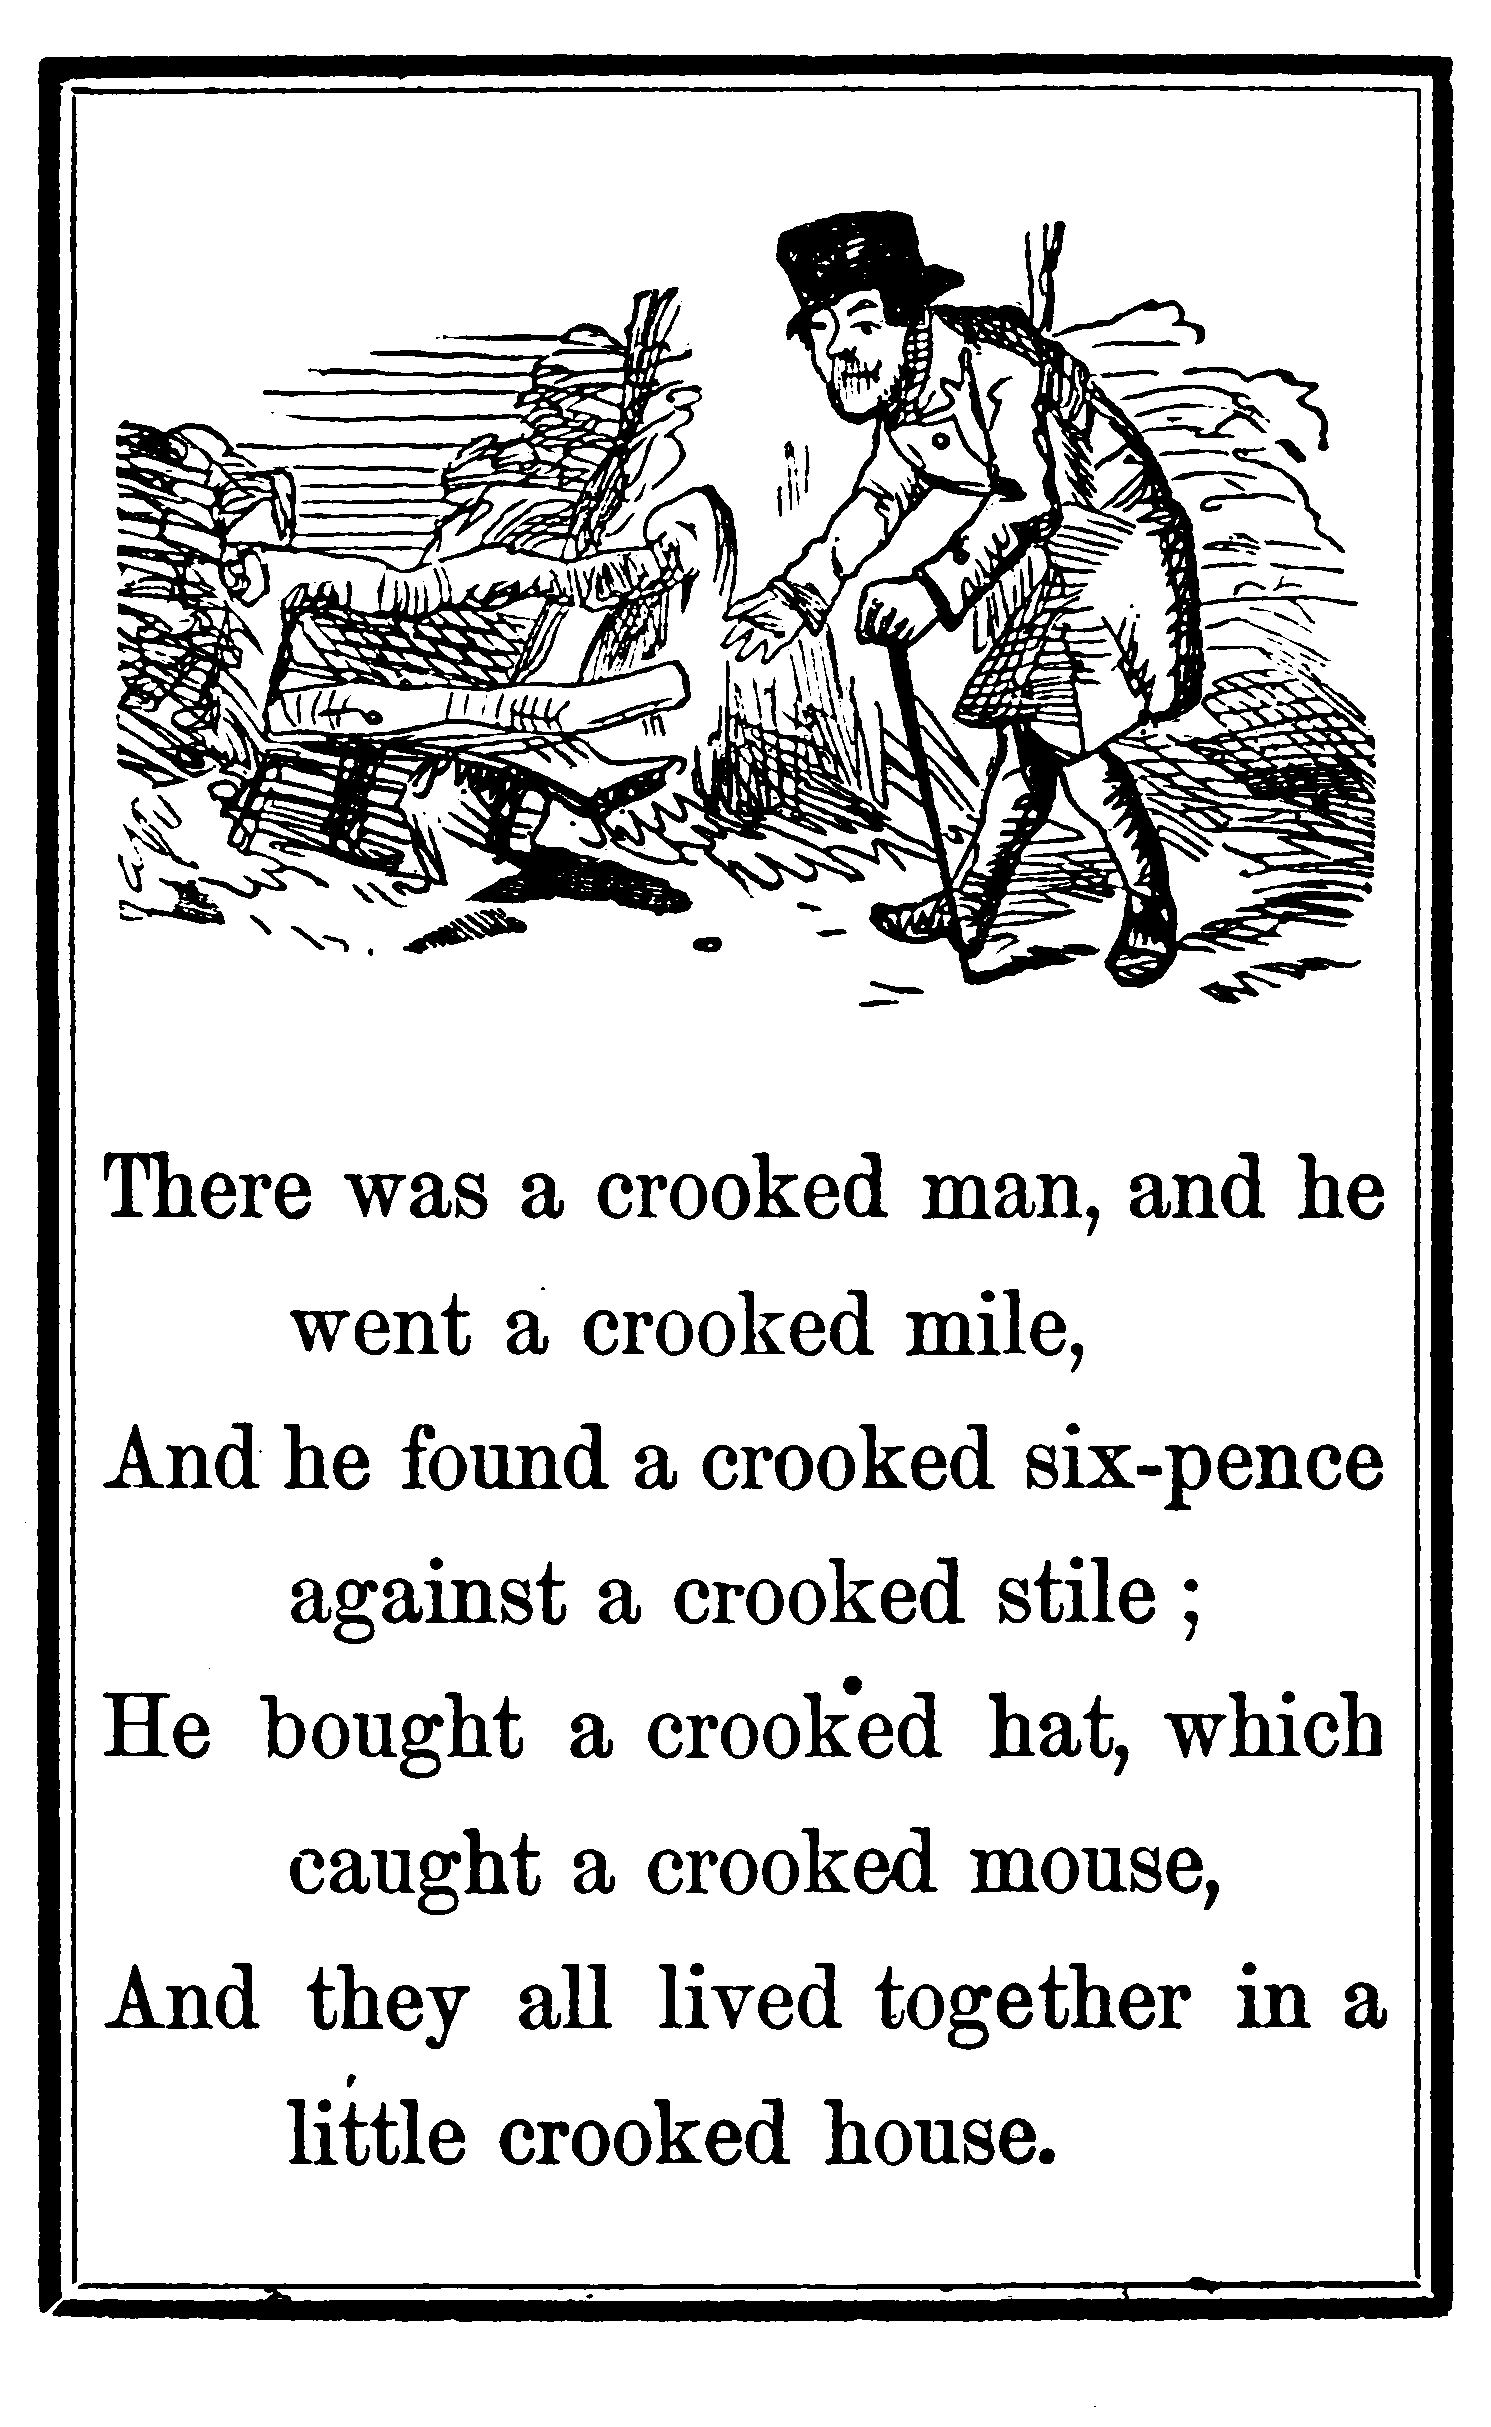 There was a crooked man, and he
went a crooked mile,
And he found a crooked six-pence
against a crooked stile ;
He bought a crooked hat, which
caught a crooked mouse,
And they all lived together in a
little crooked house.